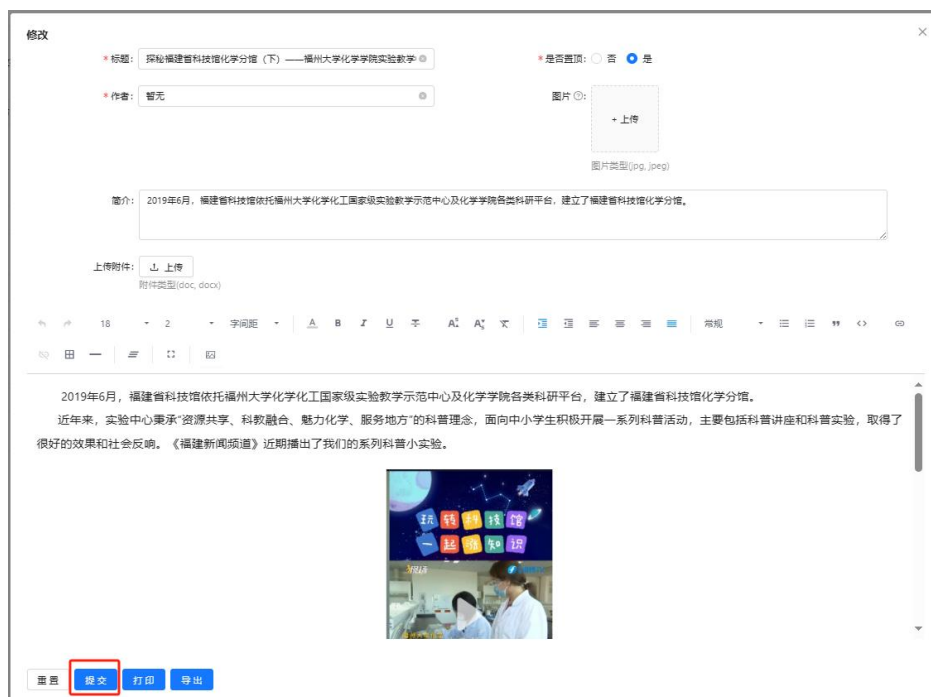 修改
*标题: 探秘福建省科技馆化学分馆（下）——福州大学化学学院实验教学
*是否置顶: 否 是
*作者: 暂无
图片 ?:
+ 上传
图片类型(jpg, jpeg)
简介: 2019年6月，福建省科技馆依托福州大学化学化工国家级实验教学示范中心及化学学院各类科研平台，建立了福建省科技馆化学分馆。
上传附件: 上传
附件类型(doc, docx)
18 2 字间距 A B I U 常规
2019年6月，福建省科技馆依托福州大学化学化工国家级实验教学示范中心及化学学院各类科研平台，建立了福建省科技馆化学分馆。
近年来，实验中心秉承“资源共享、科教融合、魅力化学、服务地方”的科普理念，面向中小学生积极开展一系列科普活动，主要包括科普讲座和科普实验，取得了
很好的效果和社会反响。《福建新闻频道》近期播出了我们的系列科普小实验。
玩转科技馆
一起涨知识
重置 提交 打印 导出